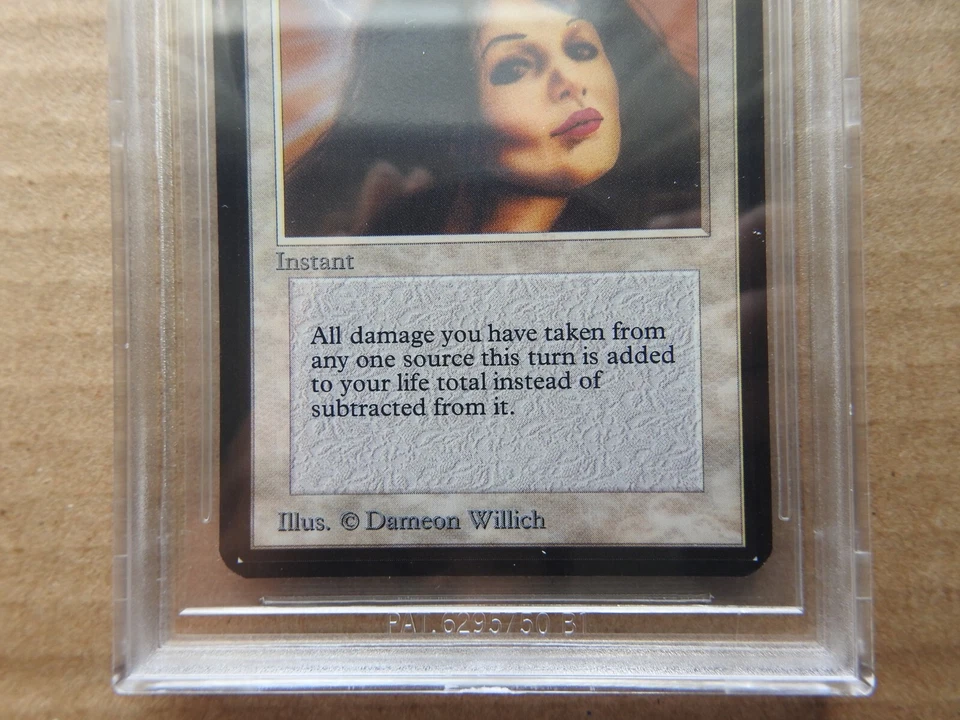 Instant
All damage you have taken from
any one source this turn is added
to your life total instead of
subtracted from it.
Illus. © Dameon Willich
PAT. 6295750 B1